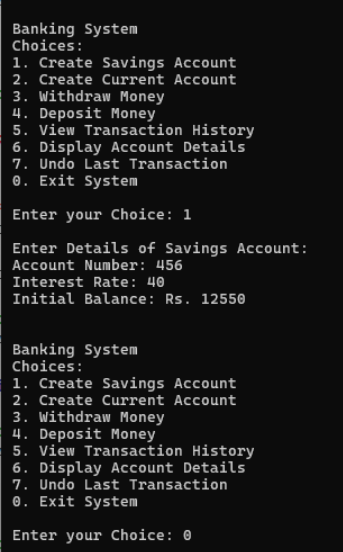 Banking System
Choices:
1. Create Savings Account
2. Create Current Account
3. Withdraw Money
4. Deposit Money
5. View Transaction History
6. Display Account Details
7. Undo Last Transaction
0. Exit System
Enter your Choice: 1
Enter Details of Savings Account:
Account Number: 456
Interest Rate: 40
Initial Balance: Rs. 12550
Banking System
Choices:
1. Create Savings Account
2. Create Current Account
3. Withdraw Money
4. Deposit Money
5. View Transaction History
6. Display Account Details
7. Undo Last Transaction
0. Exit System
Enter your Choice: 0